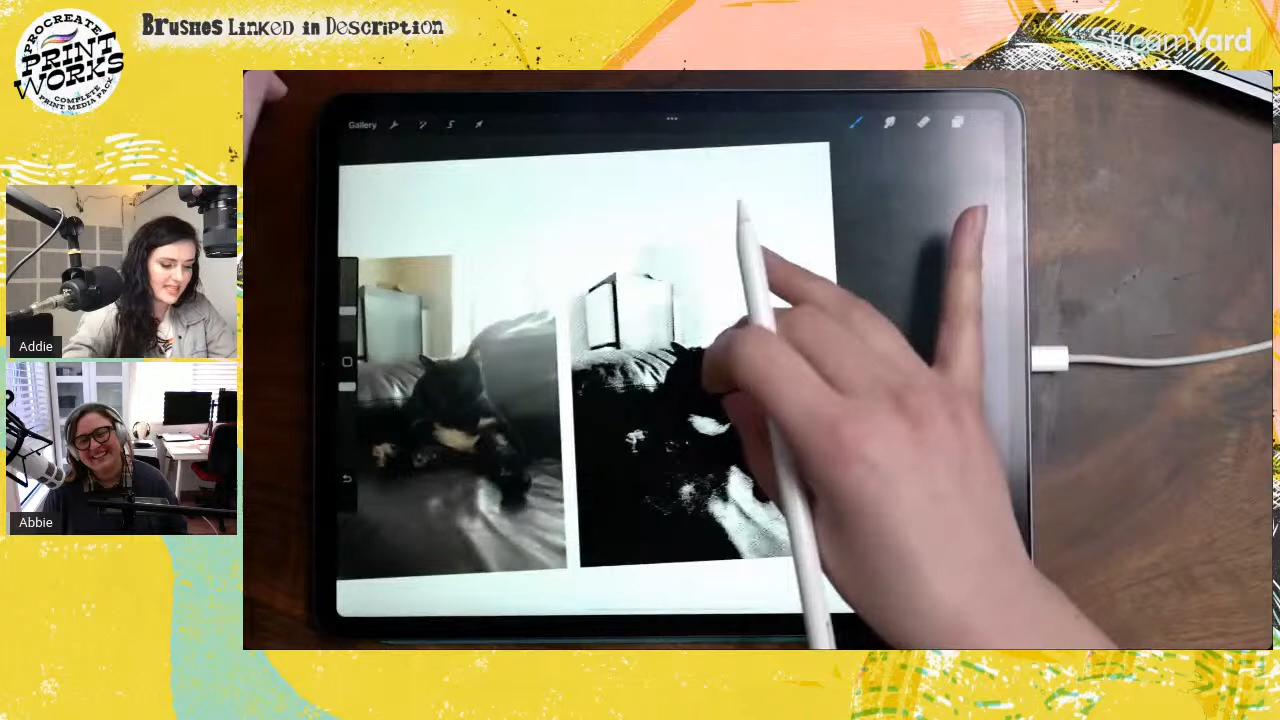 PROCREATE
PRINT
WORKS
COMPLETE
PRINT MEDIA PACK
BRUSHES LINKED in DESCRIPTION
StreamYard
Gallery
Addie
Abbie